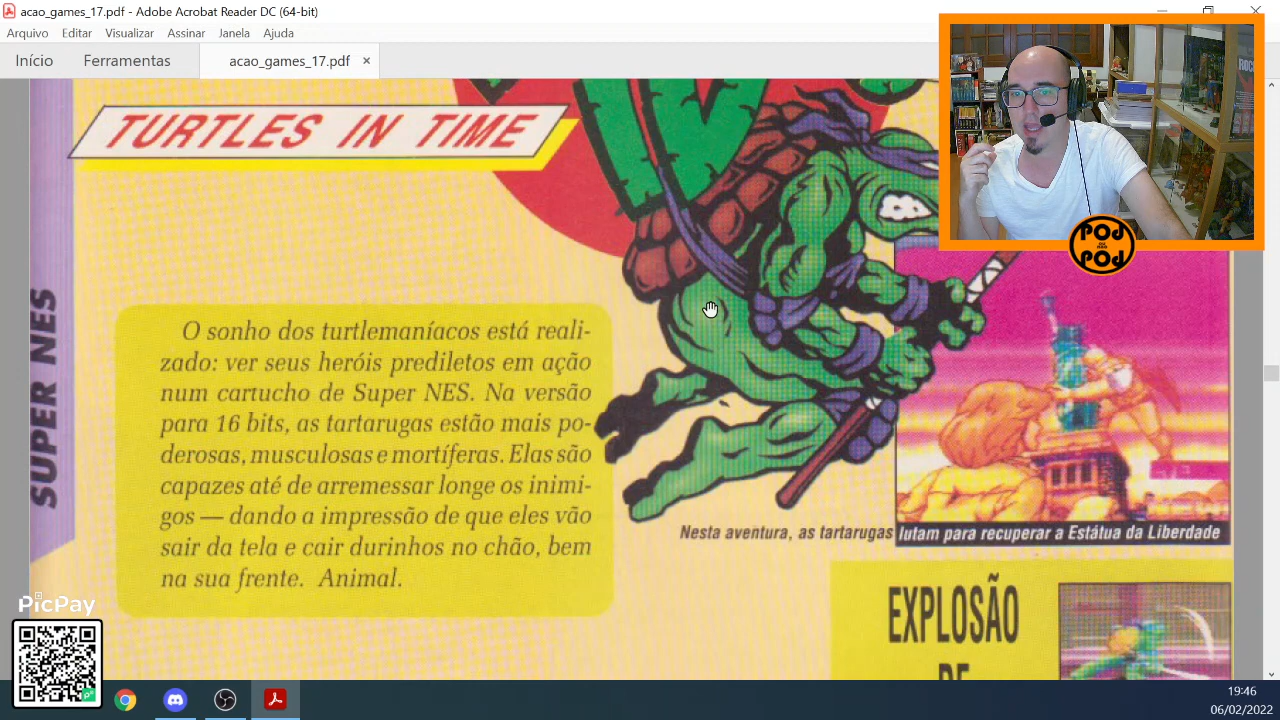 acao_games_17.pdf - Adobe Acrobat Reader DC (64-bit)
Arquivo Editar Visualizar Assinar Janela Ajuda
Início Ferramentas acao_games_17.pdf ×
IV
TURTLES IN TIME
SUPER NES
O sonho dos turtlemaníacos está reali-
zado: ver seus heróis prediletos em ação
num cartucho de Super NES. Na versão
para 16 bits, as tartarugas estão mais po-
derosas, musculosas e mortíferas. Elas são
capazes até de arremessar longe os inimi-
gos — dando a impressão de que eles vão
sair da tela e cair durinhos no chão, bem
na sua frente. Animal.
Nesta aventura, as tartarugas lutam para recuperar a Estátua da Liberdade
EXPLOSÃO
DE
POD
POD
PicPay
19:46
06/02/2022